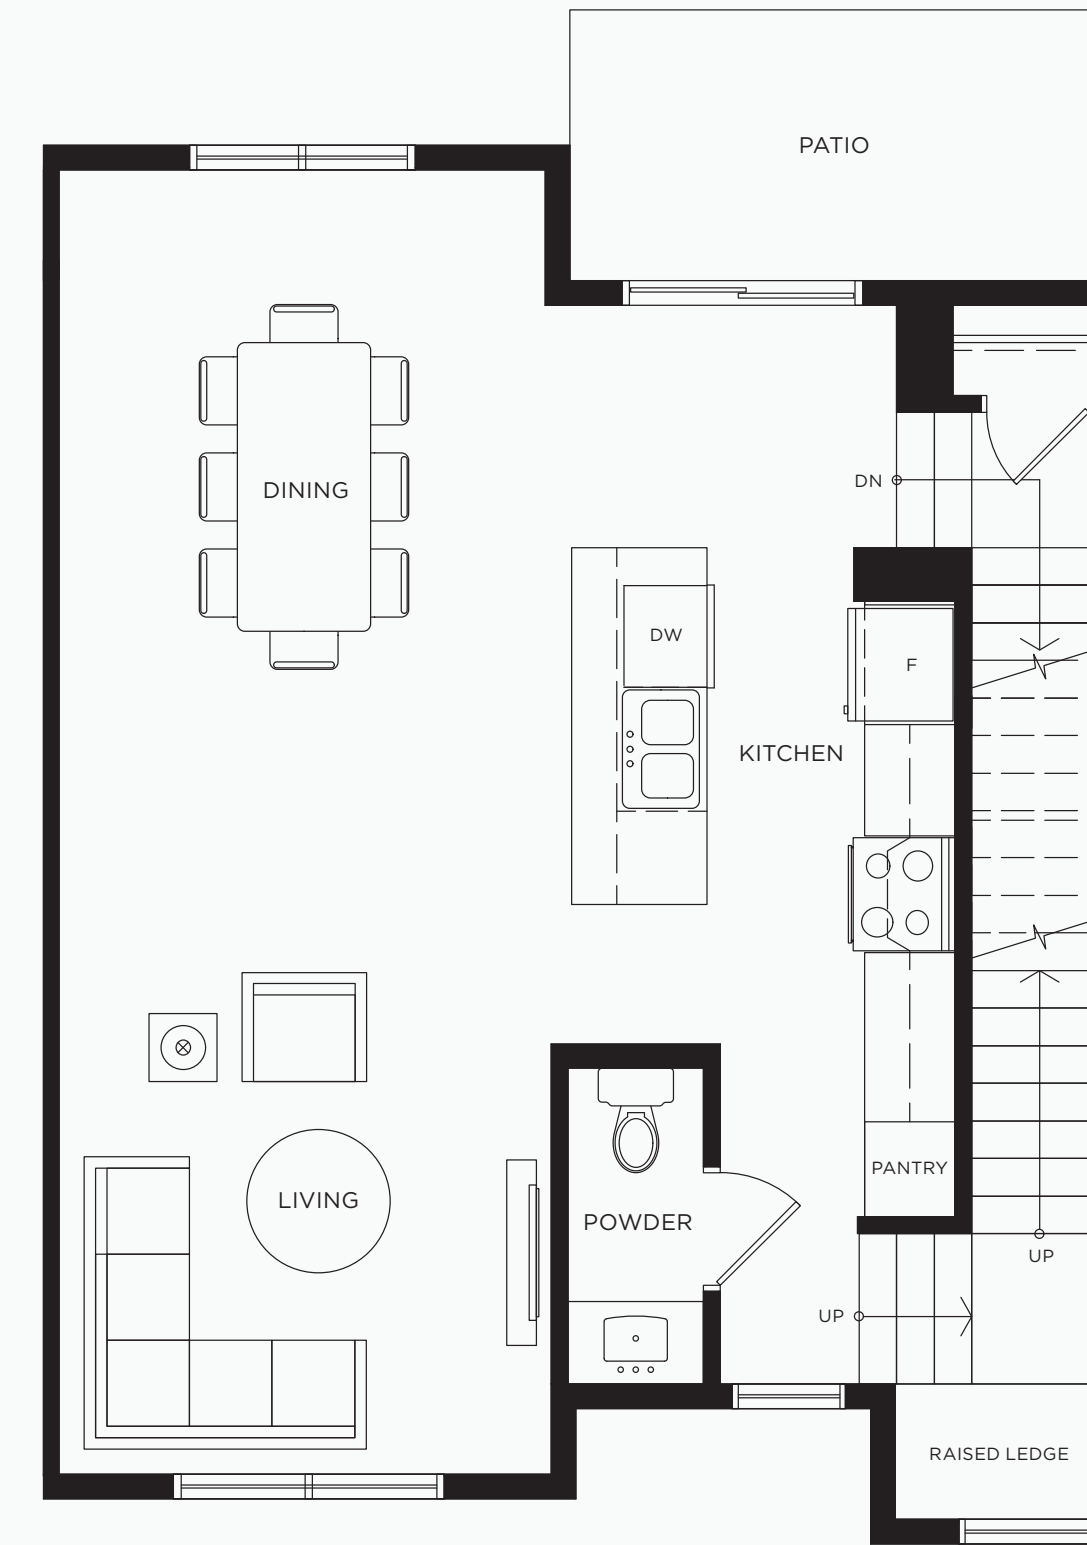 PATIO
DN
DINING
DW
F
KITCHEN
PANTRY
LIVING
POWDER
UP
UP
RAISED LEDGE